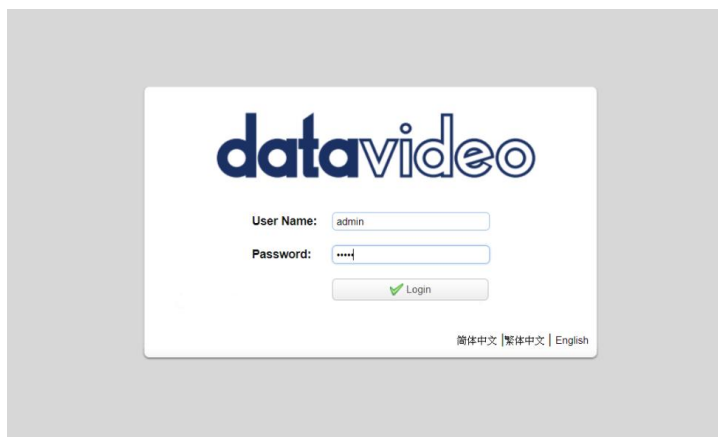 datavideo
User Name: admin
Password: •••••
Login
简体中文 |繁体中文 | English